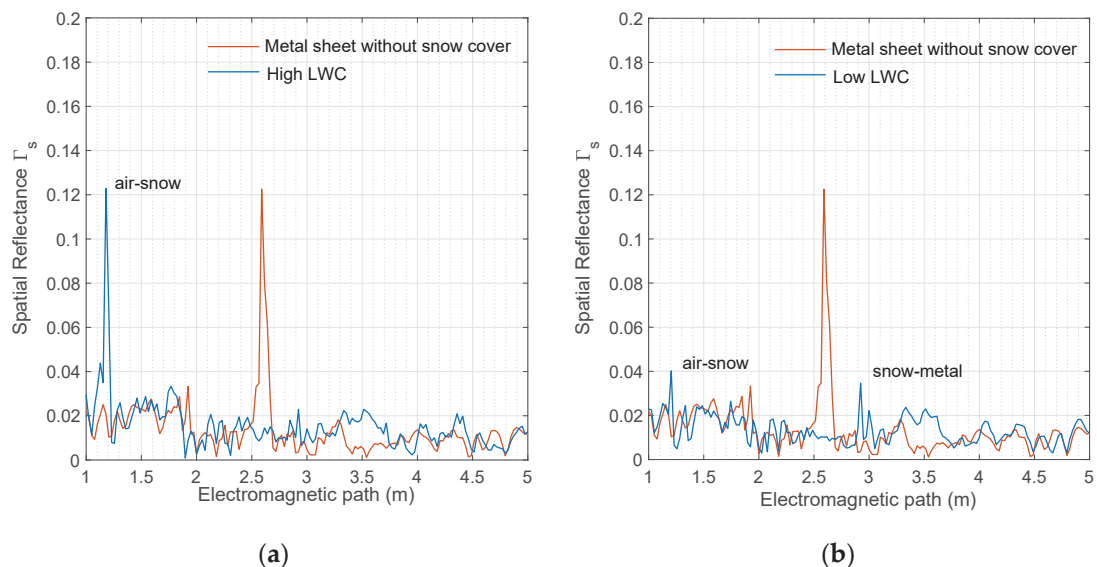 0.2
0.18
0.16
0.14
0.12
0.1
0.08
0.06
0.04
0.02
0
Spatial Reflectance Γs
Metal sheet without snow cover
High LWC
air-snow
1 1.5 2 2.5 3 3.5 4 4.5 5
Electromagnetic path (m)
(a)
0.2
0.18
0.16
0.14
0.12
0.1
0.08
0.06
0.04
0.02
0
Spatial Reflectance Γs
Metal sheet without snow cover
Low LWC
air-snow
snow-metal
1 1.5 2 2.5 3 3.5 4 4.5 5
Electromagnetic path (m)
(b)